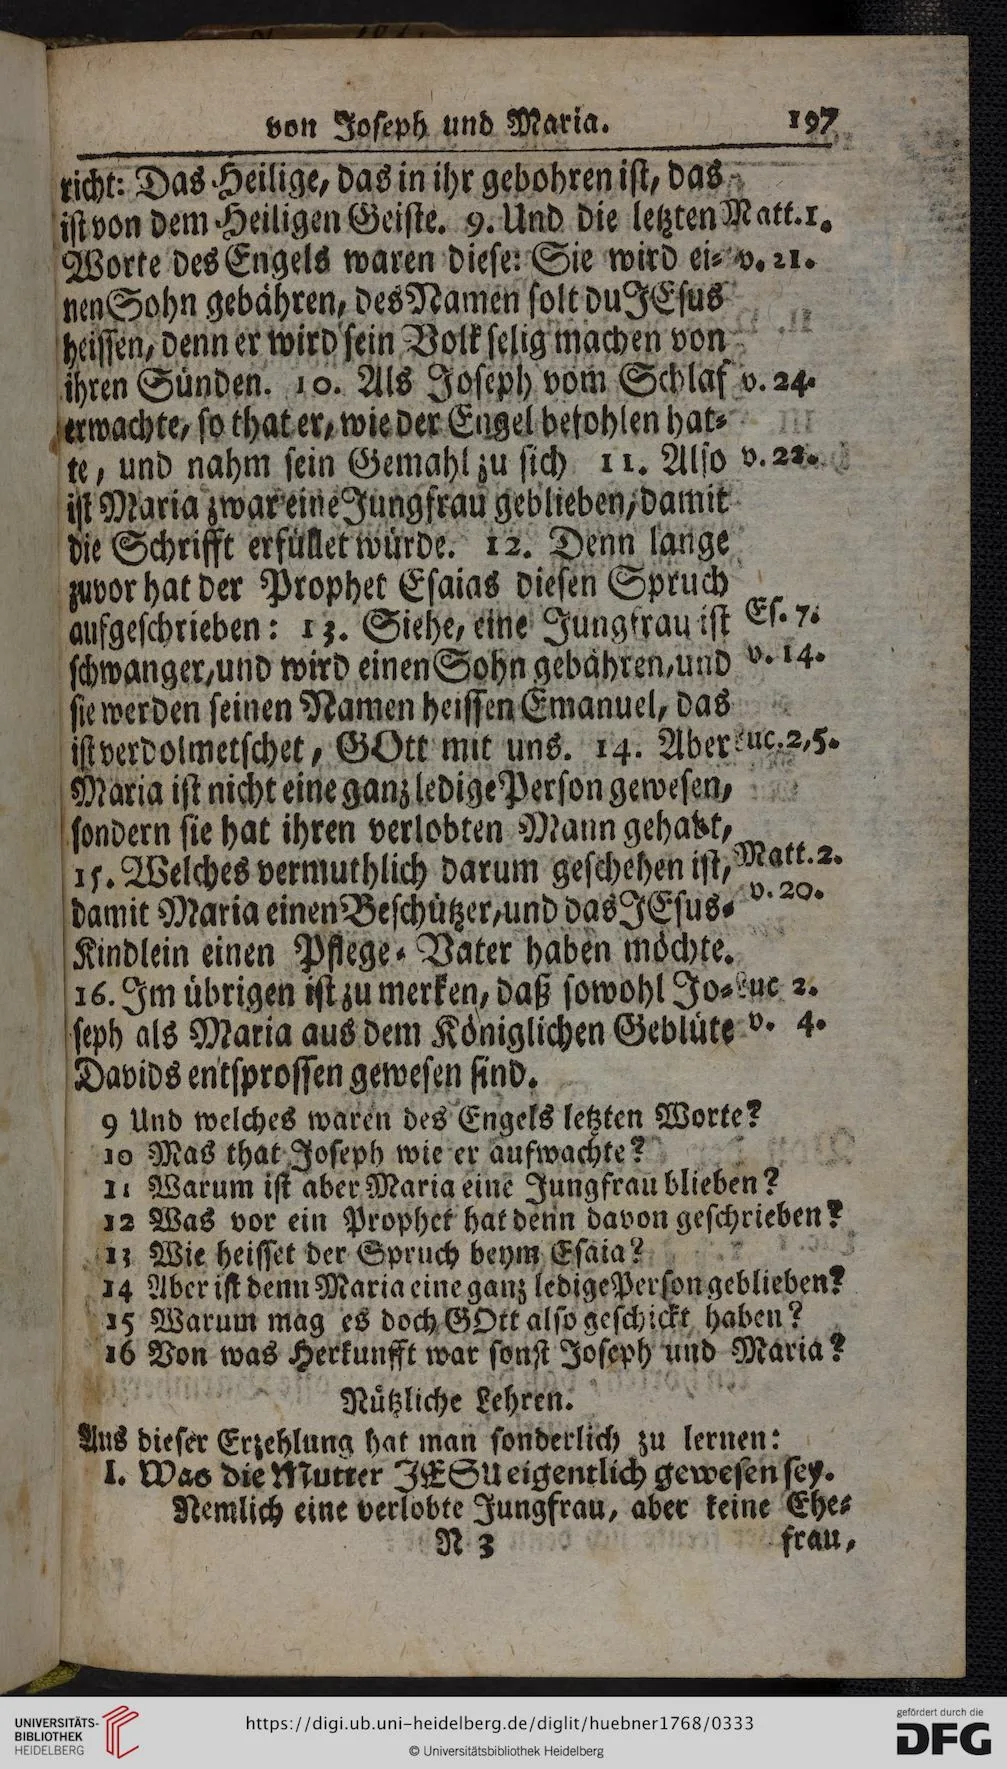 von Joseph und Maria. 197
richt: Das Heilige, das in ihr gebohren ist, das
ist von dem Heiligen Geiste. 9. Und die letzten Matt. 1.
Worte des Engels waren diese: Sie wird ei- v. 21.
nen Sohn gebähren, des Namen solt du JEsus
heissen, denn er wird sein Volk selig machen von
ihren Sünden. 10. Als Joseph vom Schlaf v. 24.
erwachte, so that er, wie der Engel befohlen hat-
te, und nahm sein Gemahl zu sich 11. Also v. 22.
ist Maria zwar eine Jungfrau geblieben, damit
die Schrifft erfüllet würde. 12. Denn lange
zuvor hat der Prophet Esaias diesen Spruch
aufgeschrieben: 13. Siehe, eine Jungfrau ist Es. 7.
schwanger, und wird einen Sohn gebähren, und v. 14.
sie werden seinen Namen heissen Emanuel, das
ist verdolmetschet, GOtt mit uns. 14. Aber Luc. 2, 5.
Maria ist nicht eine ganz ledige Person gewesen,
sondern sie hat ihren verlobten Mann gehabt,
15. Welches vermuthlich darum geschehen ist, Matt. 2.
damit Maria einen Beschützer, und das JEsus- v. 20.
Kindlein einen Pflege-Vater haben möchte.
16. Im übrigen ist zu merken, daß sowohl Jo- Luc 2.
seph als Maria aus dem Königlichen Geblüte v. 4.
Davids entsprossen gewesen sind.
9 Und welches waren des Engels letzten Worte?
10 Mas that Joseph wie er aufwachte?
11 Warum ist aber Maria eine Jungfrau blieben?
12 Was vor ein Prophet hat denn davon geschrieben?
13 Wie heisset der Spruch beym Esaia?
14 Aber ist denn Maria eine ganz ledige Person geblieben?
15 Warum mag es doch GOtt also geschickt haben?
16 Von was Herkunfft war sonst Joseph und Maria?
Nützliche Lehren.
Aus dieser Erzehlung hat man sonderlich zu lernen:
I. Was die Mutter JESU eigentlich gewesen sey.
Nemlich eine verlobte Jungfrau, aber keine Ehe-
N 3 frau,
UNIVERSITÄTS-
BIBLIOTHEK
HEIDELBERG
https://digi.ub.uni-heidelberg.de/diglit/huebner1768/0333
© Universitätsbibliothek Heidelberg
gefördert durch die
DFG